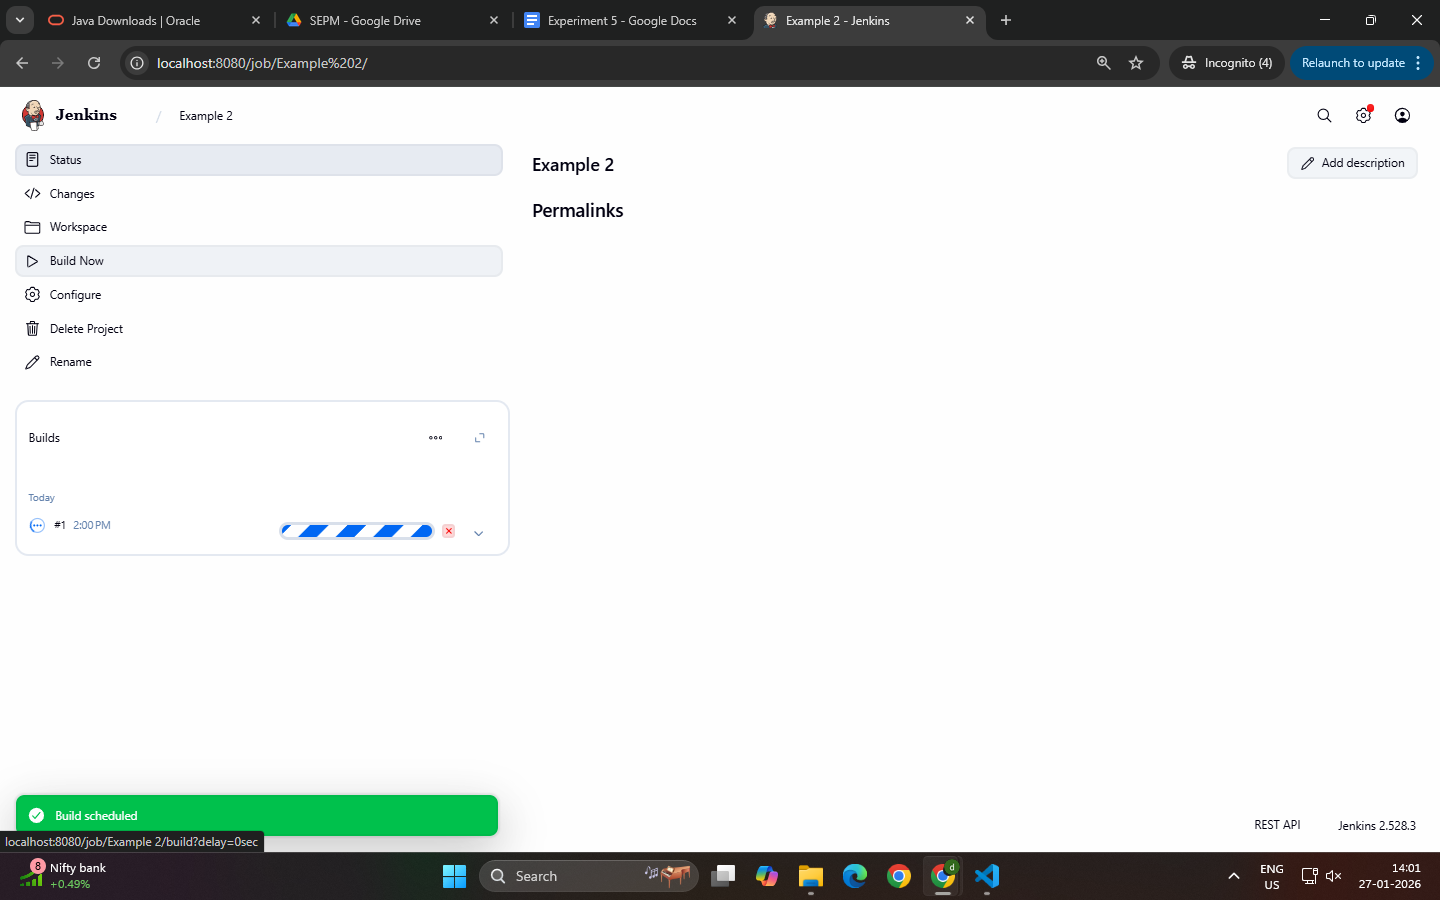 Java Downloads | Oracle
SEPM - Google Drive
Experiment 5 - Google Docs
Example 2 - Jenkins
localhost:8080/job/Example%202/
Incognito (4)
Relaunch to update
Jenkins / Example 2
Status
Changes
Workspace
Build Now
Configure
Delete Project
Rename
Example 2
Add description
Permalinks
Builds
Today
#1 2:00 PM
Build scheduled
localhost:8080/job/Example 2/build?delay=0sec
REST API
Jenkins 2.528.3
8
Nifty bank
+0.49%
Search
d
ENG
US
14:01
27-01-2026